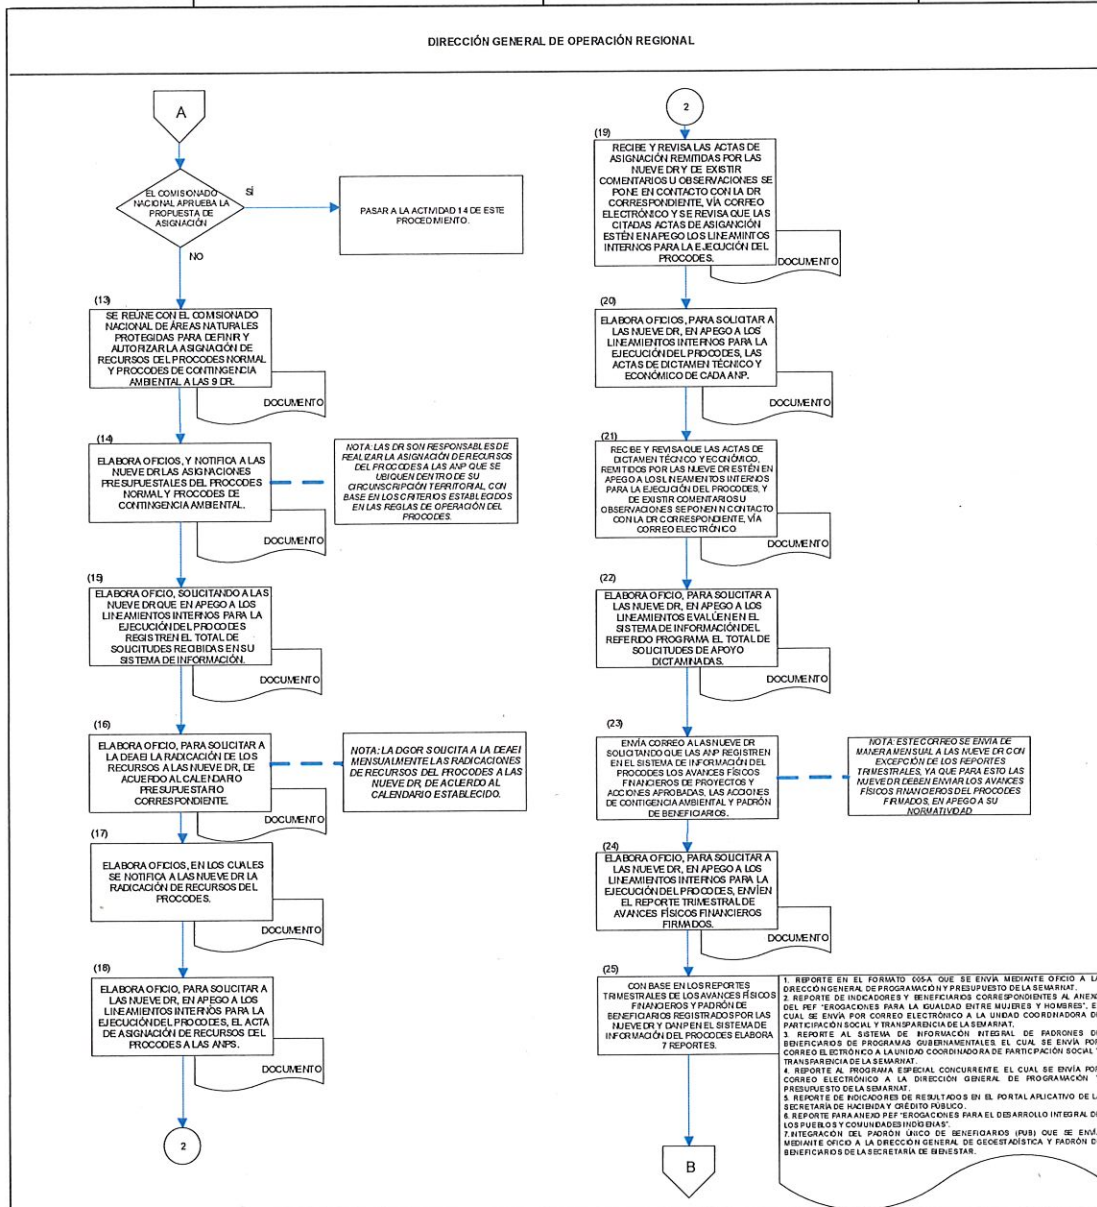 DIRECCIÓN GENERAL DE OPERACIÓN REGIONAL
A
EL COMISIONADO
NACIONAL APRUEBA LA
PROPUESTA DE
ASIGNACIÓN
SÍ
PASAR A LA ACTIVIDAD 14 DE ESTE
PROCEDIMIENTO.
NO
(13)
SE REÚNE CON EL COMISIONADO
NACIONAL DE ÁREAS NATURALES
PROTEGIDAS PARA DEFINIR Y
AUTORIZAR LA ASIGNACIÓN DE
RECURSOS DEL PROCODES NORMAL
Y PROCODES DE CONTINGENCIA
AMBIENTAL A LAS 9 DR.
DOCUMENTO
(14)
ELABORA OFICIOS, Y NOTIFICA A LAS
NUEVE DR LAS ASIGNACIONES
PRESUPUESTALES DEL PROCODES
NORMAL Y PROCODES DE
CONTINGENCIA AMBIENTAL.
DOCUMENTO
NOTA: LAS DR SON RESPONSABLES DE
REALIZAR LA ASIGNACIÓN DE RECURSOS
DEL PROCODES A LAS ANP QUE SE
UBIQUEN DENTRO DE SU
CIRCUNSCRIPCIÓN TERRITORIAL, CON
BASE EN LOS CRITERIOS ESTABLECIDOS
EN LAS REGLAS DE OPERACIÓN DEL
PROCODES.
(15)
ELABORA OFICIO, SOLICITANDO A LAS
NUEVE DR QUE EN APEGO A LOS
LINEAMIENTOS INTERNOS PARA LA
EJECUCIÓN DEL PROCODES
REGISTREN EL TOTAL DE
SOLICITUDES RECIBIDAS EN SU
SISTEMA DE INFORMACIÓN.
DOCUMENTO
(16)
ELABORA OFICIO, PARA SOLICITAR A
LA DEAEI LA RADICACIÓN DE LOS
RECURSOS A LAS NUEVE DR, DE
ACUERDO AL CALENDARIO
PRESUPUESTARIO
CORRESPONDIENTE.
DOCUMENTO
NOTA: LA DGOR SOLICITA A LA DEAEI
MENSUALMENTE LAS RADICACIONES
DE RECURSOS DEL PROCODES A LAS
NUEVE DR, DE ACUERDO AL
CALENDARIO ESTABLECIDO.
(17)
ELABORA OFICIOS, EN LOS CUALES
SE NOTIFICA A LAS NUEVE DR LA
RADICACIÓN DE RECURSOS DEL
PROCODES.
DOCUMENTO
(18)
ELABORA OFICIO, PARA SOLICITAR A
LAS NUEVE DR, EN APEGO A LOS
LINEAMIENTOS INTERNOS PARA LA
EJECUCIÓN DEL PROCODES, EL ACTA
DE ASIGNACIÓN DE RECURSOS DEL
PROCODES A LAS ANPS.
DOCUMENTO
2
2
(19)
RECIBE Y REVISA LAS ACTAS DE
ASIGNACIÓN REMITIDAS POR LAS
NUEVE DR Y DE EXISTIR
COMENTARIOS U OBSERVACIONES SE
PONE EN CONTACTO CON LA DR
CORRESPONDIENTE, VÍA CORREO
ELECTRÓNICO Y SE REVISA QUE LAS
CITADAS ACTAS DE ASIGANCIÓN
ESTÉN EN APEGO LOS LINEAMINTOS
INTERNOS PARA LA EJECUCIÓN DEL
PROCODES.
DOCUMENTO
(20)
ELABORA OFICIOS, PARA SOLICITAR A
LAS NUEVE DR, EN APEGO A LOS
LINEAMIENTOS INTERNOS PARA LA
EJECUCIÓN DEL PROCODES, LAS
ACTAS DE DICTAMEN TÉCNICO Y
ECONÓMICO DE CADA ANP.
DOCUMENTO
(21)
RECIBE Y REVISA QUE LAS ACTAS DE
DICTAMEN TÉCNICO Y ECONÓMICO,
REMITIDOS POR LAS NUEVE DR ESTÉN EN
APEGO A LOS LINEAMIENTOS INTERNOS
PARA LA EJECUCIÓN DEL PROCODES, Y
DE EXISTIR COMENTARIOS U
OBSERVACIONES SE PONEN N CONTACTO
CON LA DR CORRESPONDIENTE, VÍA
CORREO ELECTRÓNICO
DOCUMENTO
(22)
ELABORA OFICIO, PARA SOLICITAR A
LAS NUEVE DR, EN APEGO A LOS
LINEAMIENTOS EVALÚEN EN EL
SISTEMA DE INFORMACIÓN DEL
REFERIDO PROGRAMA EL TOTAL DE
SOLICITUDES DE APOYO
DICTAMINADAS.
DOCUMENTO
(23)
ENVÍA CORREO A LAS NUEVE DR
SOLICITANDO QUE LAS ANP REGISTREN
EN EL SISTEMA DE INFORMACIÓN DEL
PROCODES LOS AVANCES FÍSICOS
FINANCIEROS DE PROYECTOS Y
ACCIONES APROBADAS, LAS ACCIONES
DE CONTIGENCIA AMBIENTAL Y PADRÓN
DE BENEFICIARIOS.
NOTA: ESTE CORREO SE ENVIA DE
MANERA MENSUAL A LAS NUEVE DR CON
EXCEPCIÓN DE LOS REPORTES
TRIMESTRALES, YA QUE PARA ESTO LAS
NUEVE DR DEBEN ENVIAR LOS AVANCES
FÍSICOS FINANCIEROS DEL PROCODES
FIRMADOS, EN APEGO A SU
NORMATIVIDAD
(24)
ELABORA OFICIO, PARA SOLICITAR A
LAS NUEVE DR, EN APEGO A LOS
LINEAMIENTOS INTERNOS PARA LA
EJECUCIÓN DEL PROCODES, ENVÍEN
EL REPORTE TRIMESTRAL DE
AVANCES FÍSICOS FINANCIEROS
FIRMADOS.
DOCUMENTO
(25)
CON BASE EN LOS REPORTES
TRIMESTRALES DE LOS AVANCES FÍSICOS
FINANCIEROS Y PADRÓN DE
BENEFICIARIOS REGISTRADOS POR LAS
NUEVE DR Y DANP EN EL SISTEMA DE
INFORMACIÓN DEL PROCODES ELABORA
7 REPORTES.
1. REPORTE EN EL FORMATO 005-A QUE SE ENVÍA MEDIANTE OFICIO A LA
DIRECCIÓN GENERAL DE PROGRAMACIÓN Y PRESUPUESTO DE LA SEMARNAT.
2. REPORTE DE INDICADORES Y BENEFICIARIOS CORRESPONDIENTES AL ANEXO
DEL PEF "EROGACIONES PARA LA IGUALDAD ENTRE MUJERES Y HOMBRES", EL
CUAL SE ENVÍA POR CORREO ELECTRÓNICO A LA UNIDAD COORDINADORA DE
PARTICIPACIÓN SOCIAL Y TRANSPARENCIA DE LA SEMARNAT.
3. REPORTE AL SISTEMA DE INFORMACIÓN INTEGRAL DE PADRONES DE
BENEFICIARIOS DE PROGRAMAS GUBERNAMENTALES, EL CUAL SE ENVÍA POR
CORREO ELECTRÓNICO A LA UNIDAD COORDINADORA DE PARTICIPACIÓN SOCIAL Y
TRANSPARENCIA DE LA SEMARNAT.
4. REPORTE AL PROGRAMA ESPECIAL CONCURRENTE, EL CUAL SE ENVÍA POR
CORREO ELECTRÓNICO A LA DIRECCIÓN GENERAL DE PROGRAMACIÓN Y
PRESUPUESTO DE LA SEMARNAT.
5. REPORTE DE INDICADORES DE RESULTADOS EN EL PORTAL APLICATIVO DE LA
SECRETARÍA DE HACIENDA Y CRÉDITO PÚBLICO.
6. REPORTE PARA ANEXO PEF "EROGACIONES PARA EL DESARROLLO INTEGRAL DE
LOS PUEBLOS Y COMUNIDADES INDÍGENAS".
7. INTEGRACIÓN DEL PADRÓN ÚNICO DE BENEFICIARIOS (PUB) QUE SE ENVÍA
MEDIANTE OFICIO A LA DIRECCIÓN GENERAL DE GEOESTADÍSTICA Y PADRÓN DE
BENEFICIARIOS DE LA SECRETARÍA DE BIENESTAR.
B